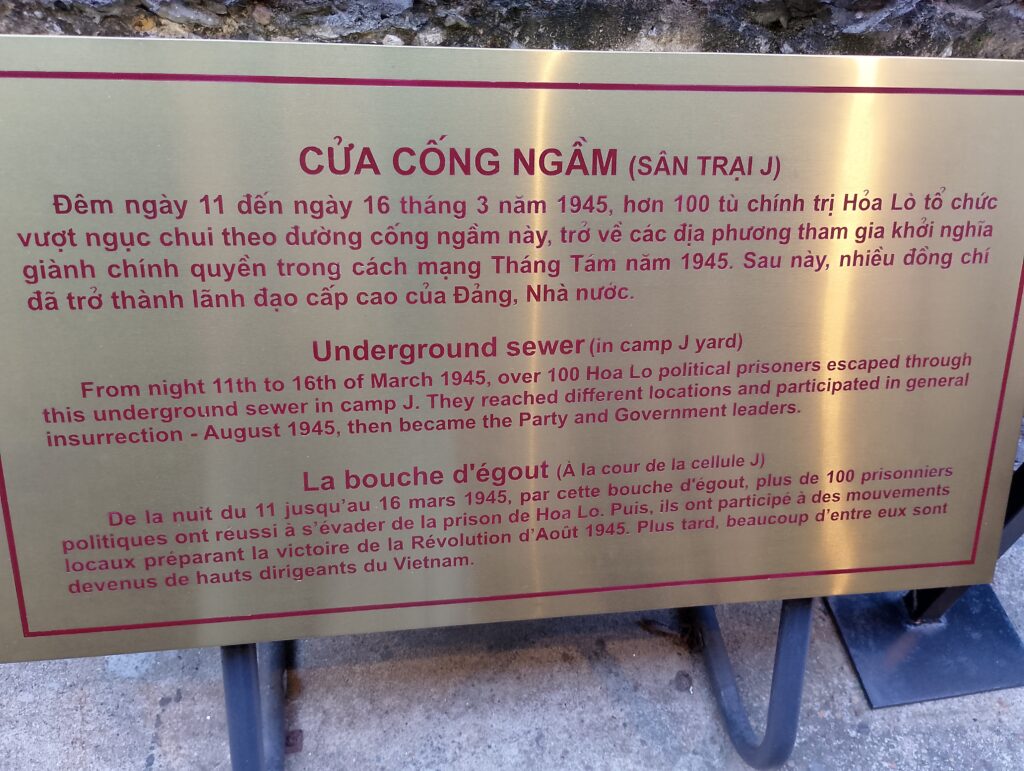 CỬA CỐNG NGẦM (SÂN TRẠI J)
Đêm ngày 11 đến ngày 16 tháng 3 năm 1945, hơn 100 tù chính trị Hỏa Lò tổ chức
vượt ngục chui theo đường cống ngầm này, trở về các địa phương tham gia khởi nghĩa
giành chính quyền trong cách mạng Tháng Tám năm 1945. Sau này, nhiều đồng chí
đã trở thành lãnh đạo cấp cao của Đảng, Nhà nước.
Underground sewer (in camp J yard)
From night 11th to 16th of March 1945, over 100 Hoa Lo political prisoners escaped through
this underground sewer in camp J. They reached different locations and participated in general
insurrection - August 1945, then became the Party and Government leaders.
La bouche d'égout (À la cour de la cellule J)
De la nuit du 11 jusqu'au 16 mars 1945, par cette bouche d'égout, plus de 100 prisonniers
politiques ont réussi à s'évader de la prison de Hoa Lo. Puis, ils ont participé à des mouvements
locaux préparant la victoire de la Révolution d'Août 1945. Plus tard, beaucoup d'entre eux sont
devenus de hauts dirigeants du Vietnam.